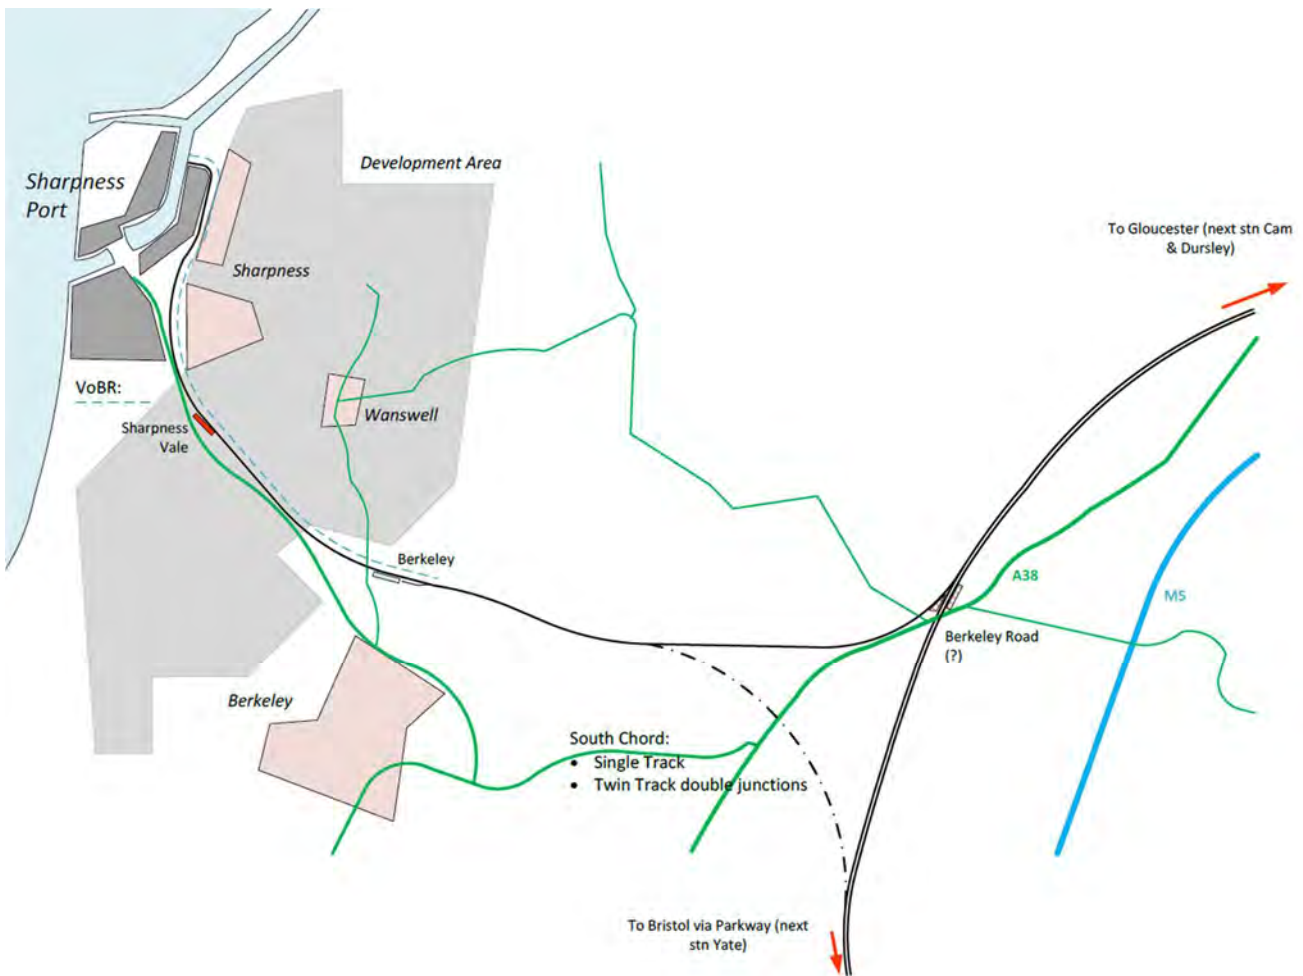 Development Area
Sharpness
Port
To Gloucester (next stn Cam
& Dursley)
Sharpness
VoBR:
Wanswell
Sharpness
Vale
Berkeley
A38
M5
Berkeley Road
(?)
Berkeley
South Chord:
• Single Track
• Twin Track double junctions
To Bristol via Parkway (next
stn Yate)